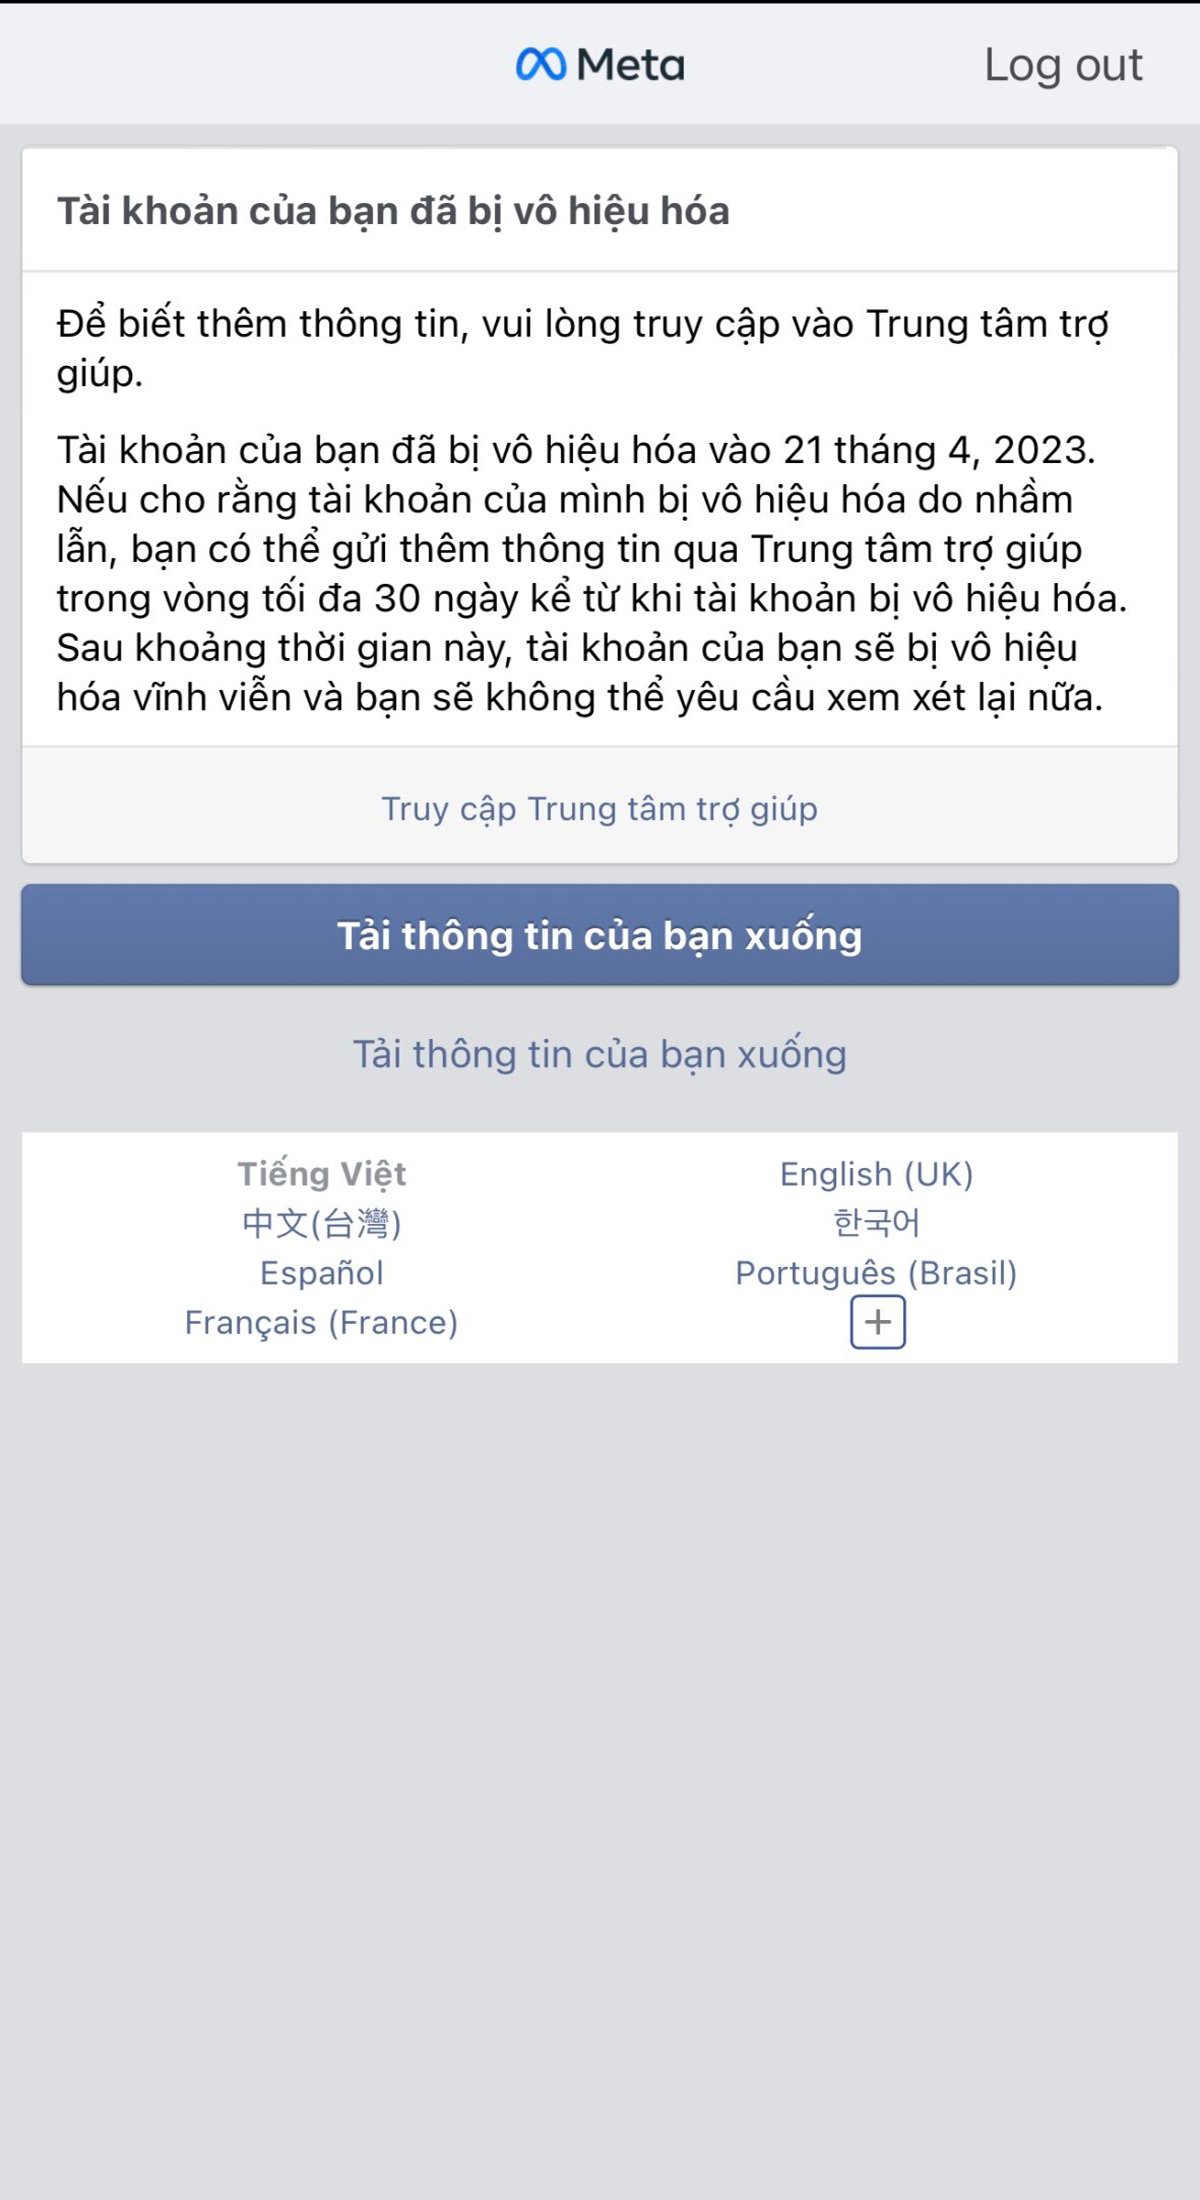 Meta
Log out
Tài khoản của bạn đã bị vô hiệu hóa
Để biết thêm thông tin, vui lòng truy cập vào Trung tâm trợ
giúp.
Tài khoản của bạn đã bị vô hiệu hóa vào 21 tháng 4, 2023.
Nếu cho rằng tài khoản của mình bị vô hiệu hóa do nhầm
lẫn, bạn có thể gửi thêm thông tin qua Trung tâm trợ giúp
trong vòng tối đa 30 ngày kể từ khi tài khoản bị vô hiệu hóa.
Sau khoảng thời gian này, tài khoản của bạn sẽ bị vô hiệu
hóa vĩnh viễn và bạn sẽ không thể yêu cầu xem xét lại nữa.
Truy cập Trung tâm trợ giúp
Tải thông tin của bạn xuống
Tải thông tin của bạn xuống
Tiếng Việt
English (UK)
中文(台灣)
한국어
Español
Português (Brasil)
Français (France)
+